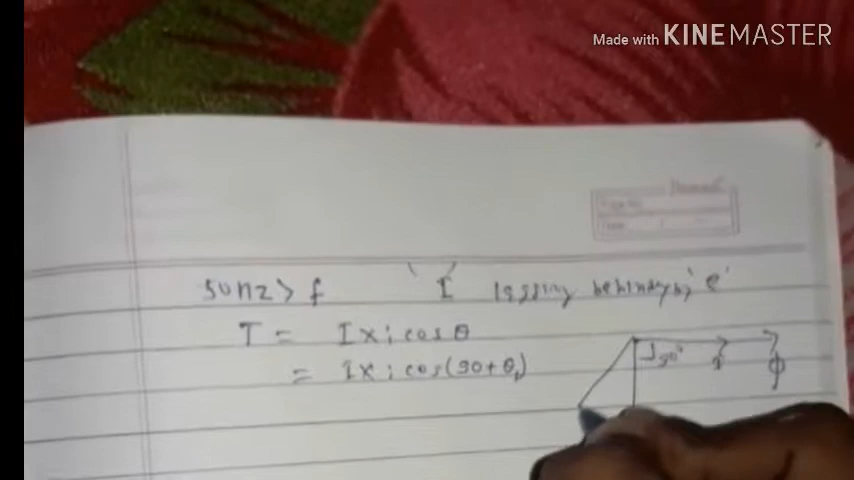 Made with KINEMASTER
50Hz > f I lagging behind by 'e'
T = I x i cos θ
= I x i cos(90+θ,)
90° I ϕ